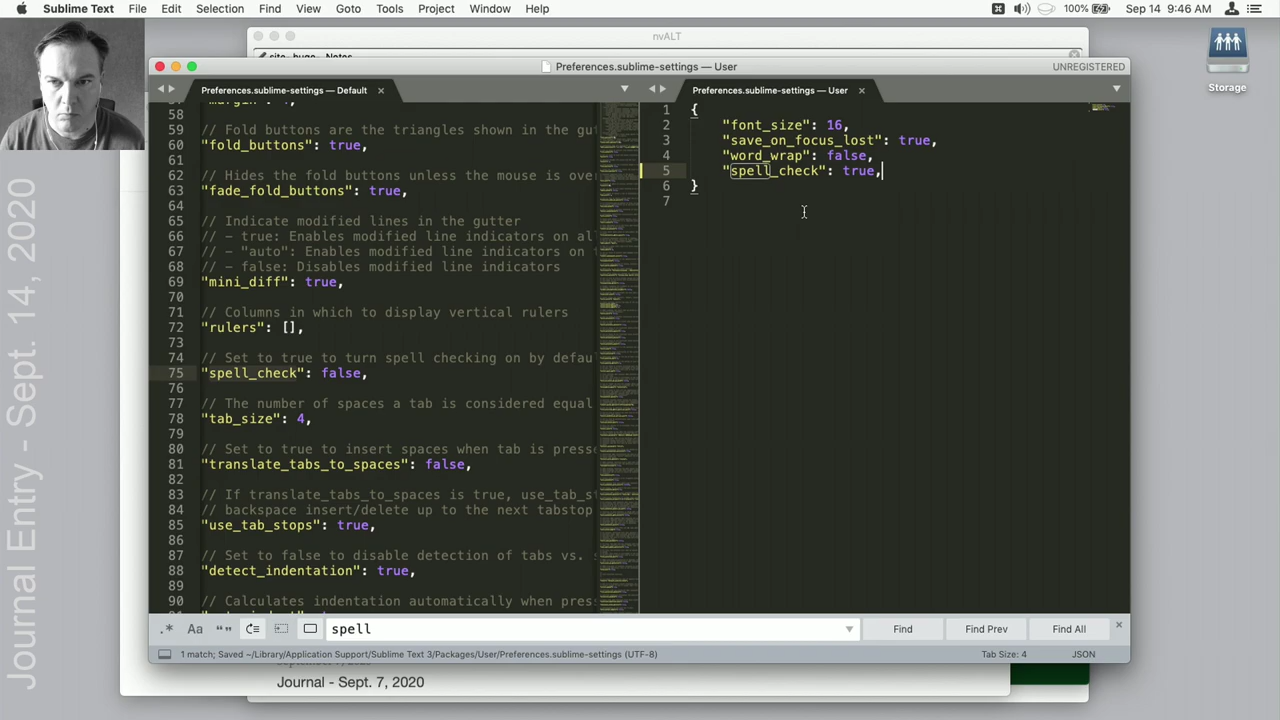 Sublime Text File Edit Selection Find View Goto Tools Project Window Help 100% Sep 14 9:46 AM
nvALT
Storage
Preferences.sublime-settings — User UNREGISTERED
Preferences.sublime-settings — Default
58
59 // Fold buttons are the triangles shown in the gut
60 "fold_buttons": true,
61
62 // Hides the fold buttons unless the mouse is ove
63 "fade_fold_buttons": true,
64
65 // Indicate modified lines in the gutter
66 // - true: Enable modified line indicators on al
67 // - "auto": Enable modified line indicators on
68 // - false: Disable modified line indicators
69 "mini_diff": true,
70
71 // Columns in which to display vertical rulers
72 "rulers": [],
73
74 // Set to true to turn spell checking on by defau
75 "spell_check": false,
76
77 // The number of spaces a tab is considered equal
78 "tab_size": 4,
79
80 // Set to true to insert spaces when tab is press
81 "translate_tabs_to_spaces": false,
82
83 // If translate_tabs_to_spaces is true, use_tab_s
84 // backspace insert/delete up to the next tabstop
85 "use_tab_stops": true,
86
87 // Set to false to disable detection of tabs vs.
88 "detect_indentation": true,
89
90 // Calculates indentation automatically when pres
Preferences.sublime-settings — User
1 {
2 "font_size": 16,
3 "save_on_focus_lost": true,
4 "word_wrap": false,
5 "spell_check": true,
6 }
7
.* Aa “” spell Find Find Prev Find All
1 match; Saved ~/Library/Application Support/Sublime Text 3/Packages/User/Preferences.sublime-settings (UTF-8) Tab Size: 4 JSON
Journal - Sept. 7, 2020
Journal Entry - Sept. 14, 2020